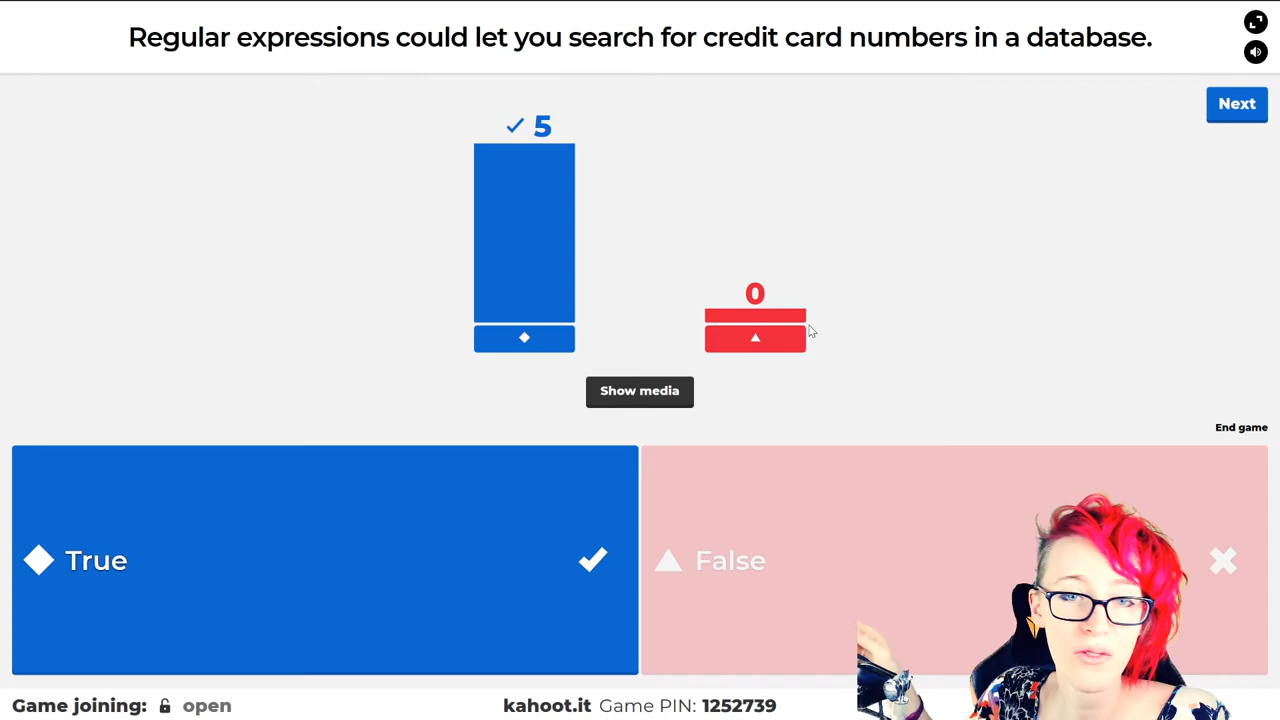 Regular expressions could let you search for credit card numbers in a database.
Next
5
0
Show media
End game
True
False
Game joining: open
kahoot.it Game PIN: 1252739